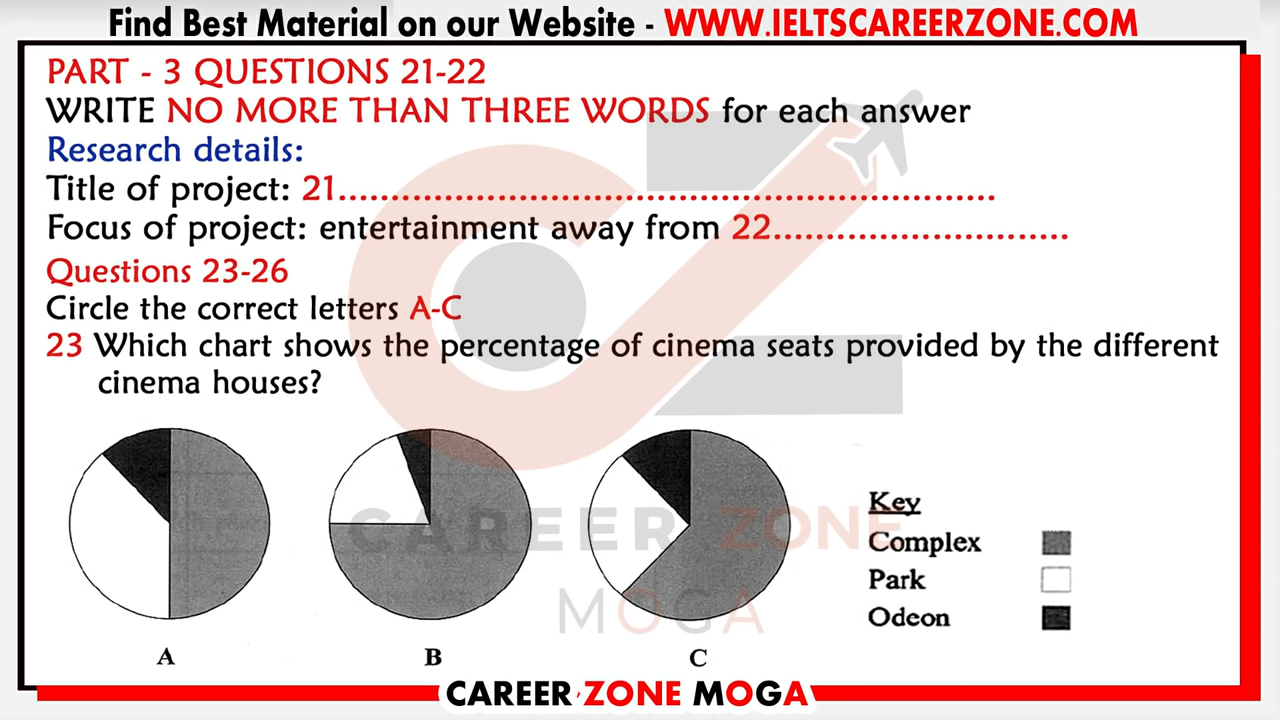 Find Best Material on our Website - WWW.IELTSCAREERZONE.COM
PART - 3 QUESTIONS 21-22
WRITE NO MORE THAN THREE WORDS for each answer
Research details:
Title of project: 21...............................................................
Focus of project: entertainment away from 22............................
Questions 23-26
Circle the correct letters A-C
23 Which chart shows the percentage of cinema seats provided by the different
cinema houses?
Key
Complex
Park
Odeon
CAREER ZONE
MOGA
A B C
CAREER ZONE MOGA